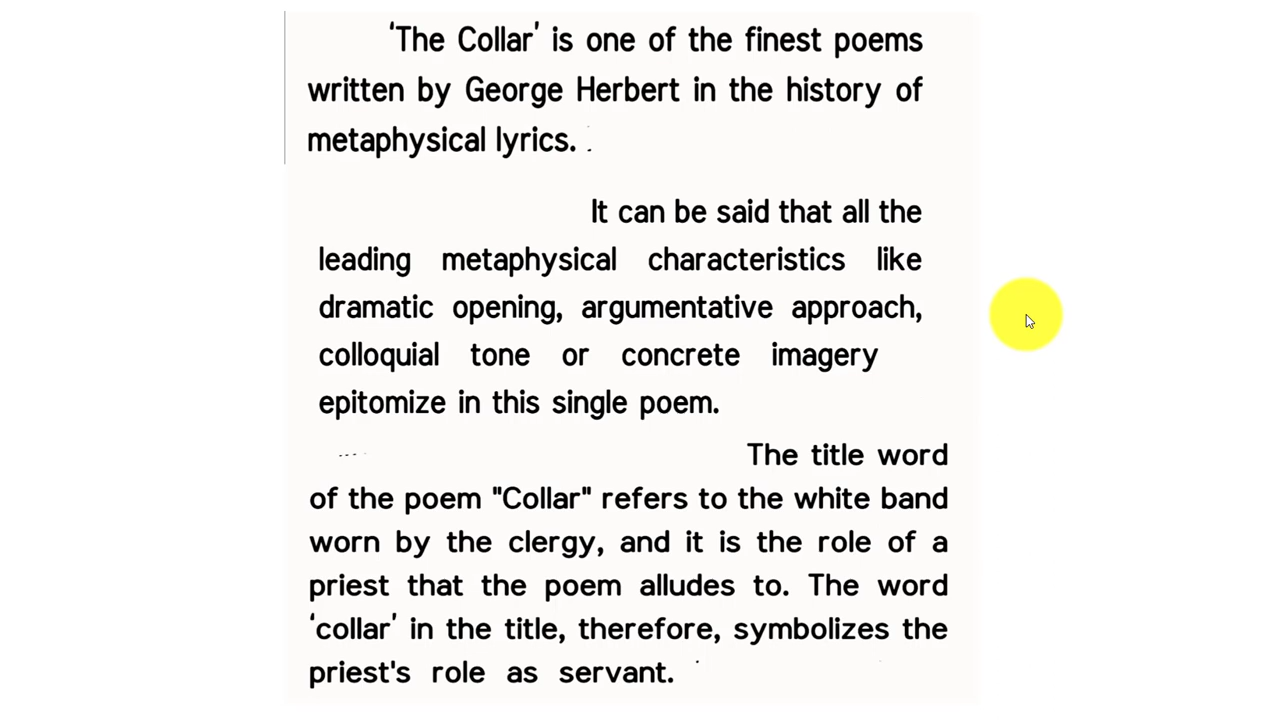 ‘The Collar’ is one of the finest poems
written by George Herbert in the history of
metaphysical lyrics.
It can be said that all the
leading metaphysical characteristics like
dramatic opening, argumentative approach,
colloquial tone or concrete imagery
epitomize in this single poem.
The title word
of the poem "Collar" refers to the white band
worn by the clergy, and it is the role of a
priest that the poem alludes to. The word
‘collar’ in the title, therefore, symbolizes the
priest's role as servant.